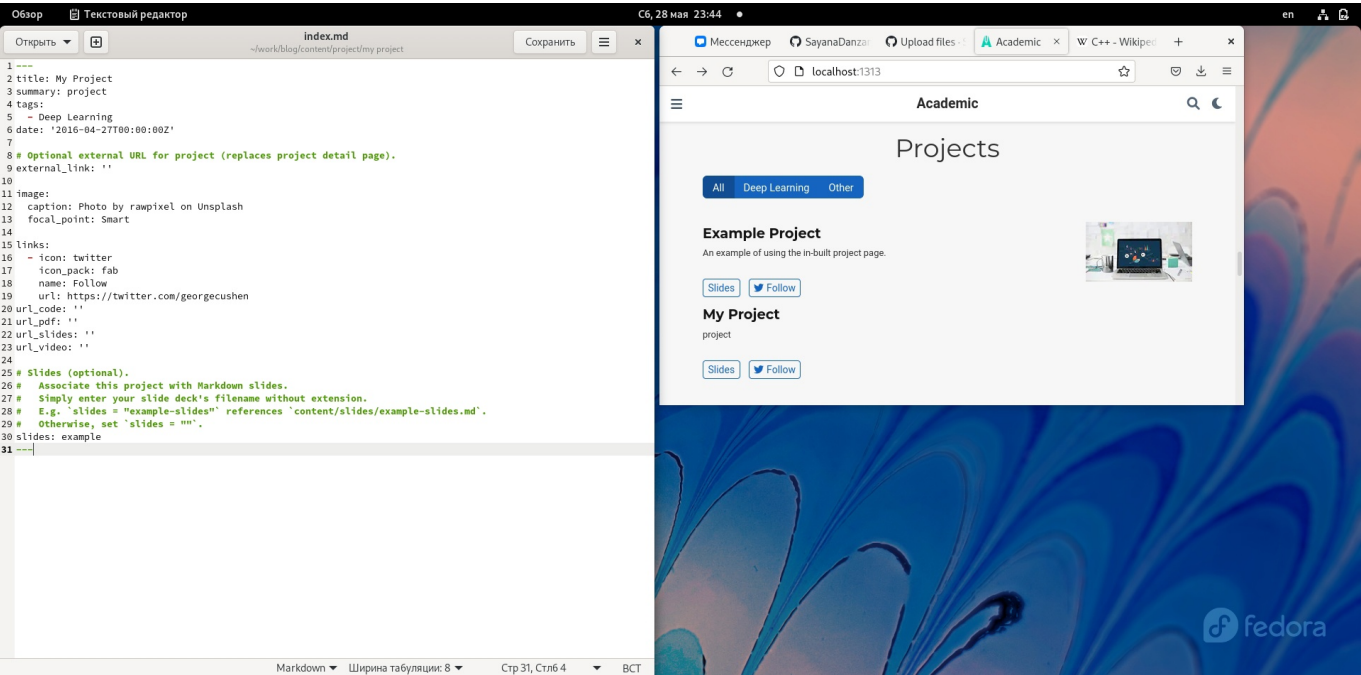 Обзор Текстовый редактор Сб, 28 мая 23:44 en
Открыть index.md Сохранить
~/work/blog/content/project/my project
1 ---
2 title: My Project
3 summary: project
4 tags:
5   - Deep Learning
6 date: '2016-04-27T00:00:00Z'
7
8 # Optional external URL for project (replaces project detail page).
9 external_link: ''
10
11 image:
12   caption: Photo by rawpixel on Unsplash
13   focal_point: Smart
14
15 links:
16   - icon: twitter
17     icon_pack: fab
18     name: Follow
19     url: https://twitter.com/georgecushen
20 url_code: ''
21 url_pdf: ''
22 url_slides: ''
23 url_video: ''
24
25 # Slides (optional).
26 #   Associate this project with Markdown slides.
27 #   Simply enter your slide deck's filename without extension.
28 #   E.g. `slides = "example-slides"` references `content/slides/example-slides.md`.
29 #   Otherwise, set `slides = ""`.
30 slides: example
31 ---
Markdown Ширина табуляции: 8 Стр 31, Стлб 4 ВСТ
Мессенджер SayanaDanza Upload files · Academic × W C++ - Wikiped +
localhost:1313
Academic
Projects
All Deep Learning Other
Example Project
An example of using the in-built project page.
Slides Follow
My Project
project
Slides Follow
fedora